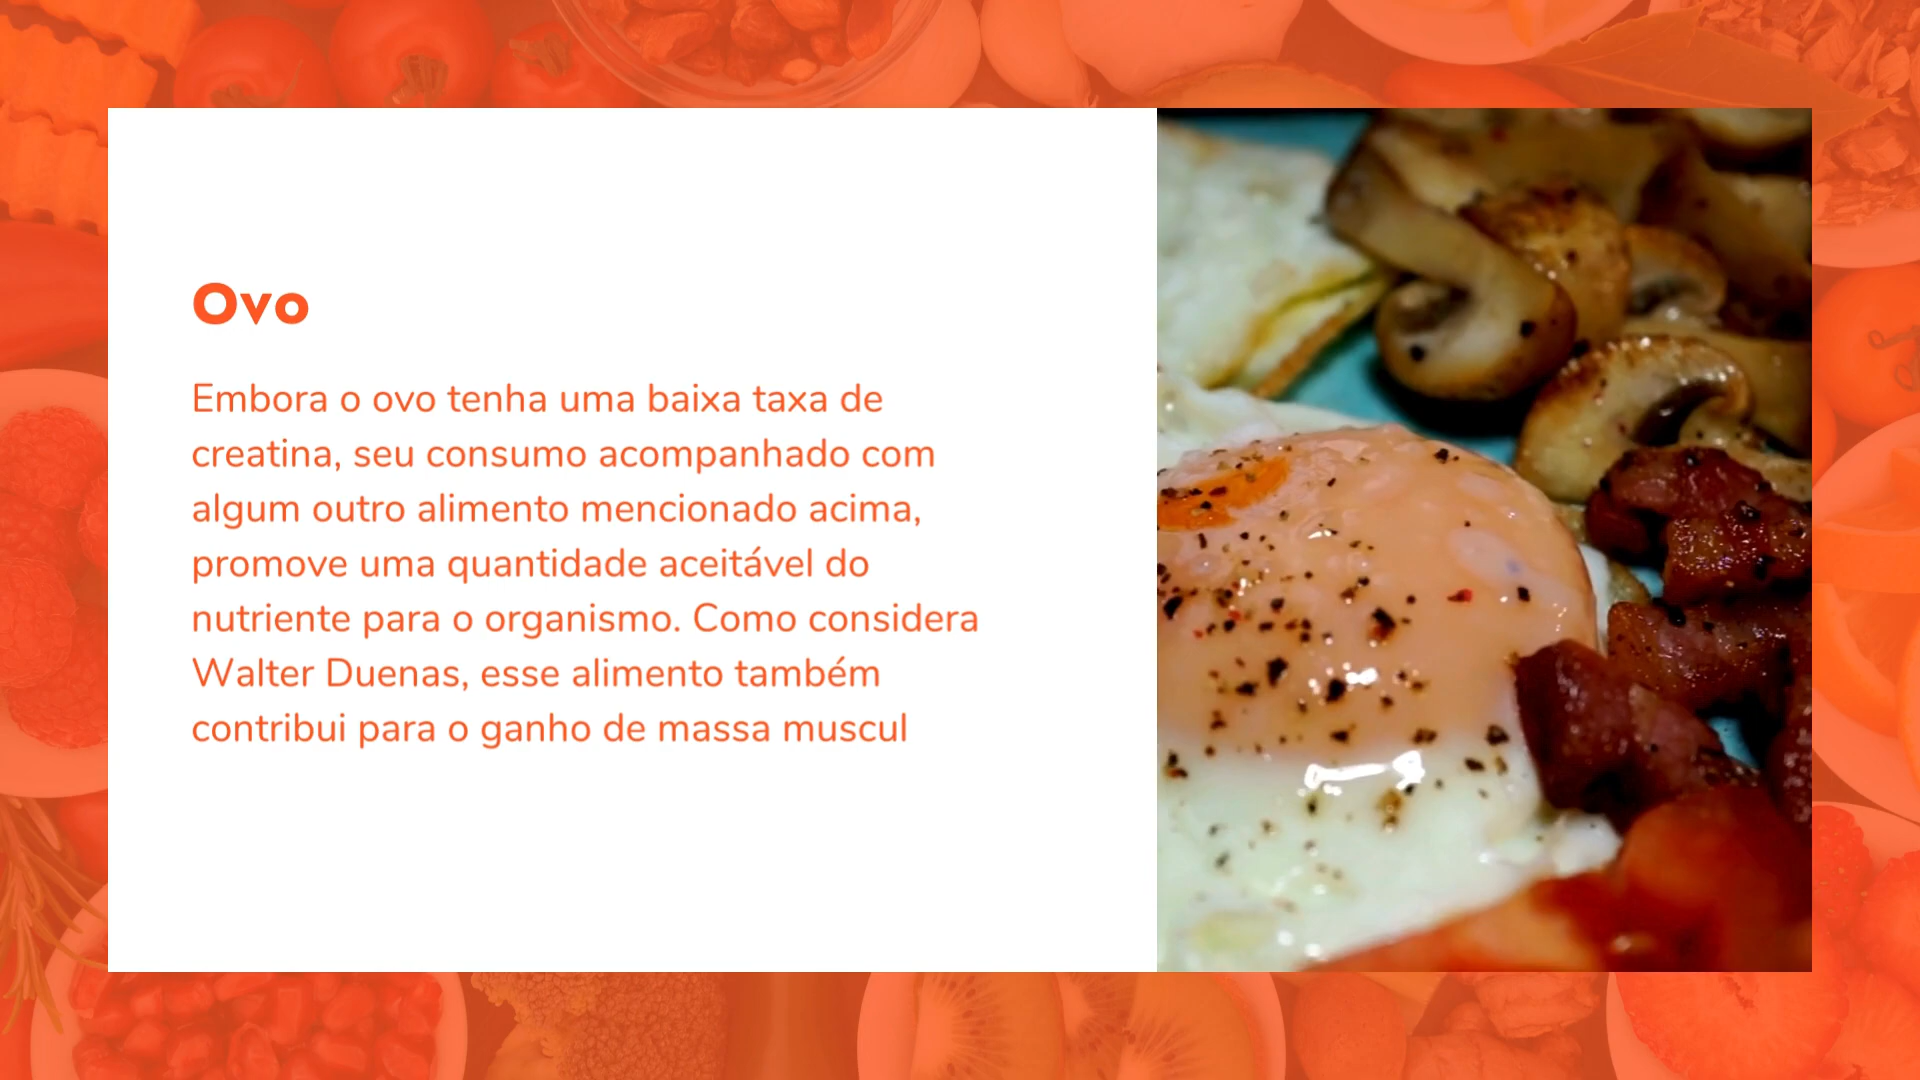 Ovo
Embora o ovo tenha uma baixa taxa de
creatina, seu consumo acompanhado com
algum outro alimento mencionado acima,
promove uma quantidade aceitável do
nutriente para o organismo. Como considera
Walter Duenas, esse alimento também
contribui para o ganho de massa muscul